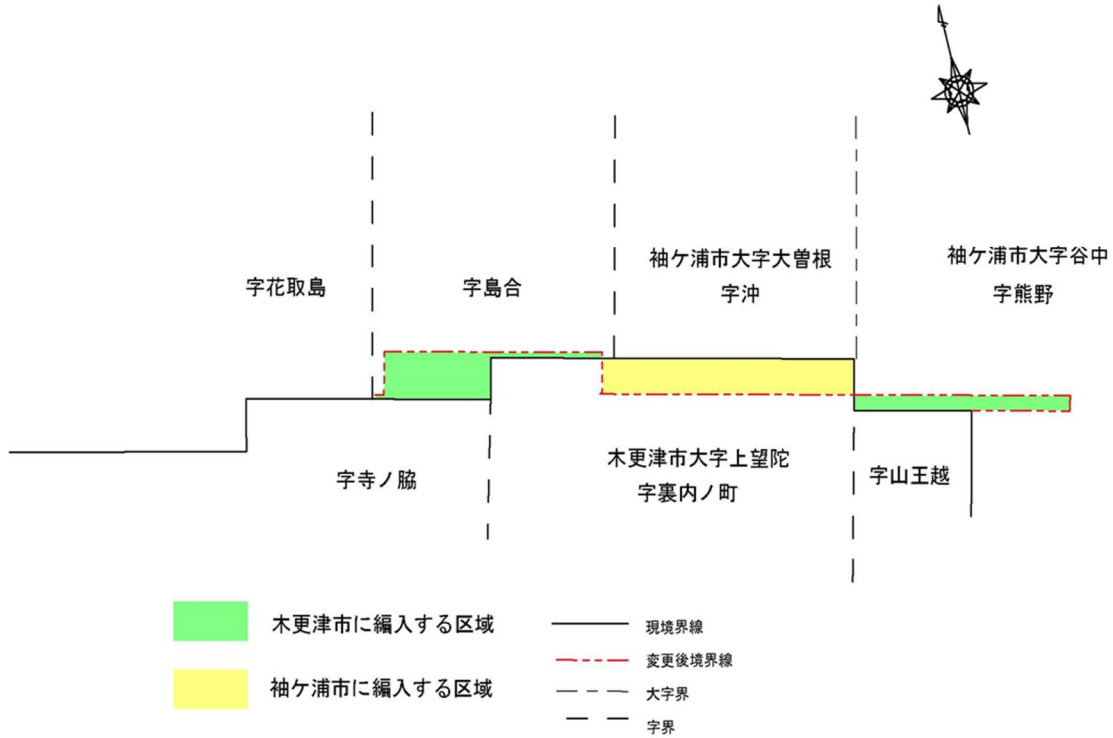 袖ケ浦市大字谷中
袖ケ浦市大字大曽根
字花取島
字島合
字沖
字熊野
木更津市大字上望陀
字寺ノ脇
字裏内ノ町
字山王越
木更津市に編入する区域
袖ケ浦市に編入する区域
現境界線
変更後境界線
大字界
字界